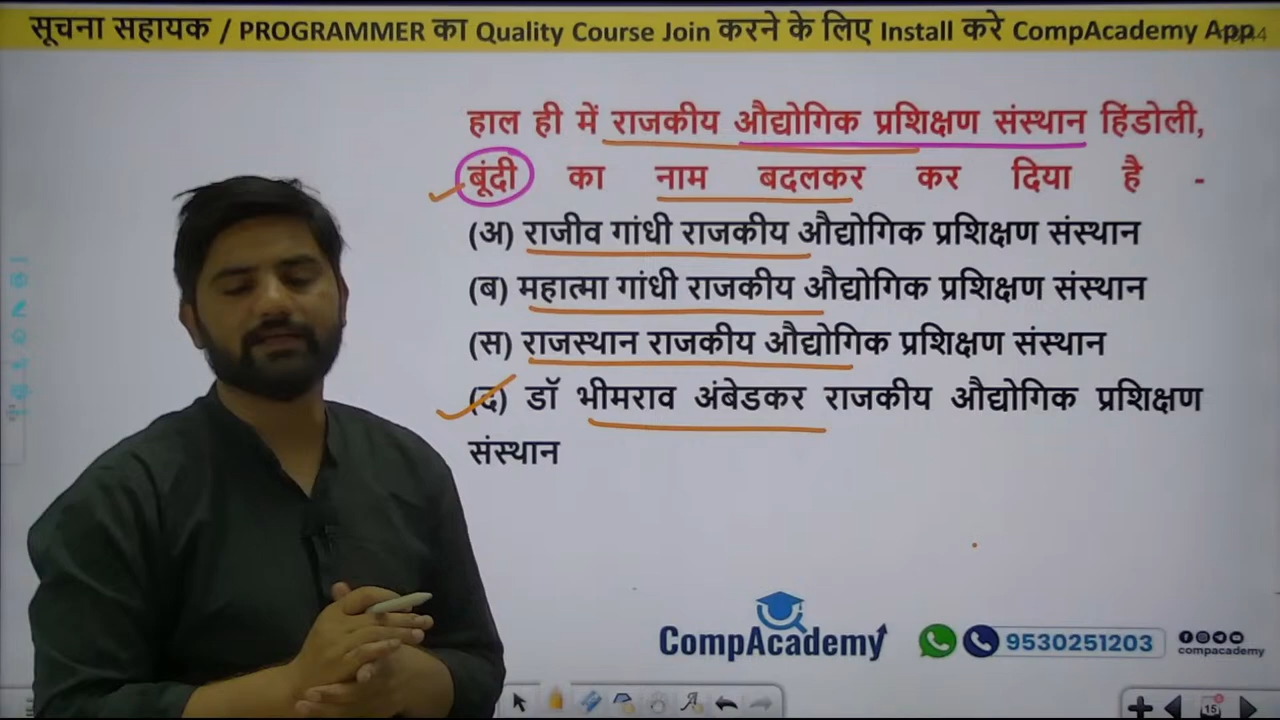 सूचना सहायक / PROGRAMMER का Quality Course Join करने के लिए Install करे CompAcademy App
हाल ही में राजकीय औद्योगिक प्रशिक्षण संस्थान हिंडोली,
बूंदी का नाम बदलकर कर दिया है -
(अ) राजीव गांधी राजकीय औद्योगिक प्रशिक्षण संस्थान
(ब) महात्मा गांधी राजकीय औद्योगिक प्रशिक्षण संस्थान
(स) राजस्थान राजकीय औद्योगिक प्रशिक्षण संस्थान
(द) डॉ भीमराव अंबेडकर राजकीय औद्योगिक प्रशिक्षण
संस्थान
CompAcademy
9530251203
compacademy
15